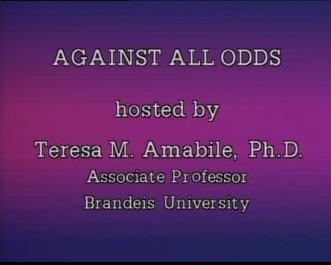 AGAINST ALL ODDS
hosted by
Teresa M. Amabile, Ph.D.
Associate Professor
Brandeis University